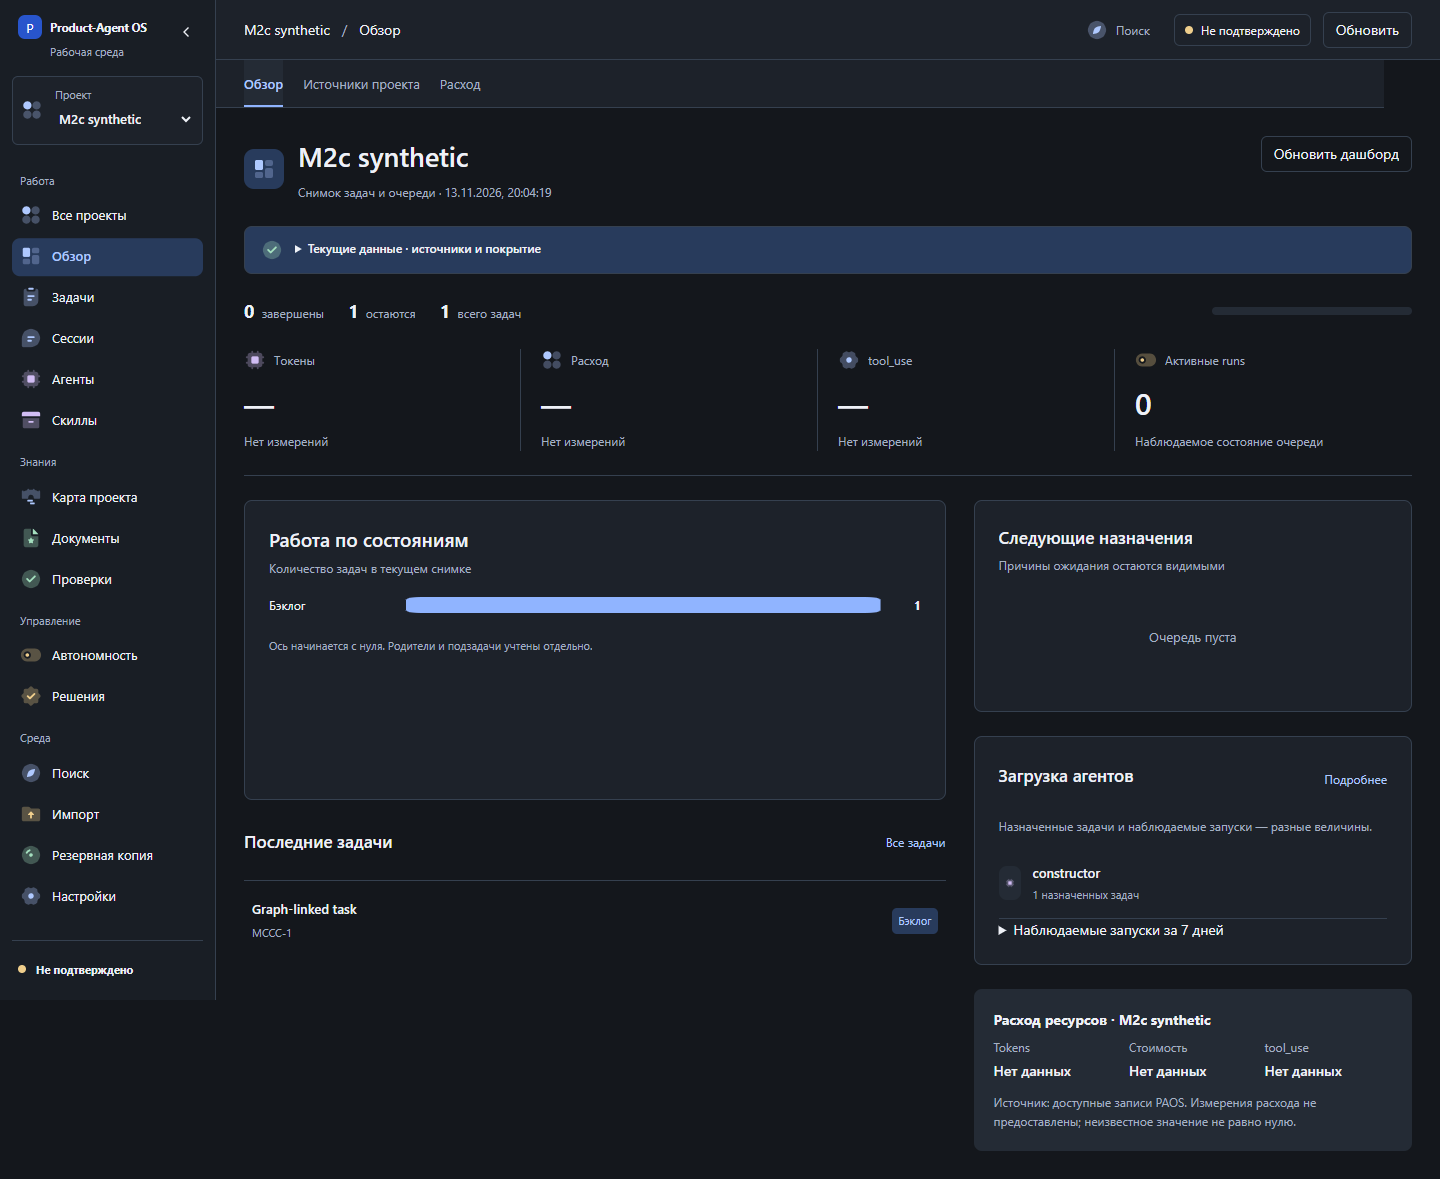 P
Product-Agent OS
Рабочая среда
Проект
M2c synthetic
Работа
Все проекты
Обзор
Задачи
Сессии
Агенты
Скиллы
Знания
Карта проекта
Документы
Проверки
Управление
Автономность
Решения
Среда
Поиск
Импорт
Резервная копия
Настройки
Не подтверждено
M2c synthetic / Обзор
Поиск
Не подтверждено
Обновить
Обзор Источники проекта Расход
M2c synthetic
Снимок задач и очереди · 13.11.2026, 20:04:19
Обновить дашборд
Текущие данные · источники и покрытие
0 завершены 1 остаются 1 всего задач
Токены
—
Нет измерений
Расход
—
Нет измерений
tool_use
—
Нет измерений
Активные runs
0
Наблюдаемое состояние очереди
Работа по состояниям
Количество задач в текущем снимке
Бэклог 1
Ось начинается с нуля. Родители и подзадачи учтены отдельно.
Последние задачи
Все задачи
Graph-linked task
MCCC-1
Бэклог
Следующие назначения
Причины ожидания остаются видимыми
Очередь пуста
Загрузка агентов
Подробнее
Назначенные задачи и наблюдаемые запуски — разные величины.
constructor
1 назначенных задач
Наблюдаемые запуски за 7 дней
Расход ресурсов · M2c synthetic
Tokens Стоимость tool_use
Нет данных Нет данных Нет данных
Источник: доступные записи PAOS. Измерения расхода не
предоставлены; неизвестное значение не равно нулю.